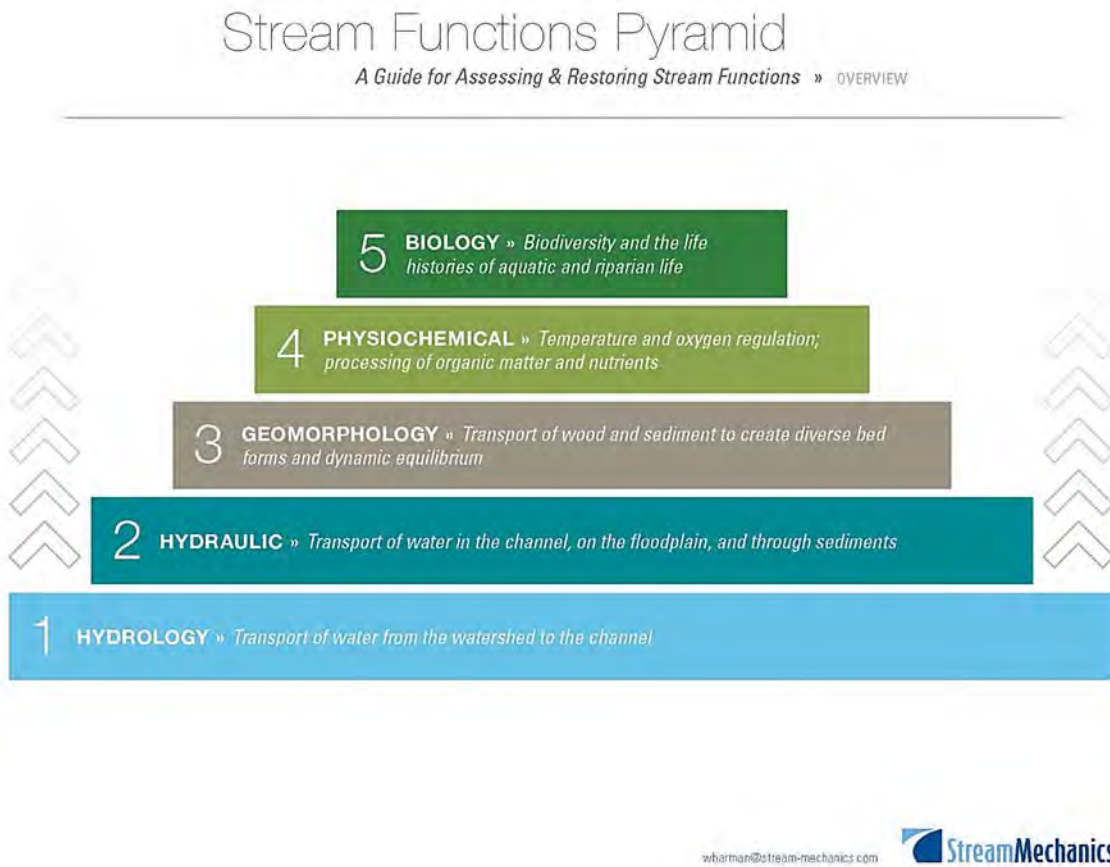 Stream Functions Pyramid
A Guide for Assessing & Restoring Stream Functions » OVERVIEW
5 BIOLOGY » Biodiversity and the life
histories of aquatic and riparian life
4 PHYSIOCHEMICAL » Temperature and oxygen regulation;
processing of organic matter and nutrients
3 GEOMORPHOLOGY » Transport of wood and sediment to create diverse bed
forms and dynamic equilibrium
2 HYDRAULIC » Transport of water in the channel, on the floodplain, and through sediments
1 HYDROLOGY » Transport of water from the watershed to the channel
wharman@stream-mechanics.com
StreamMechanics